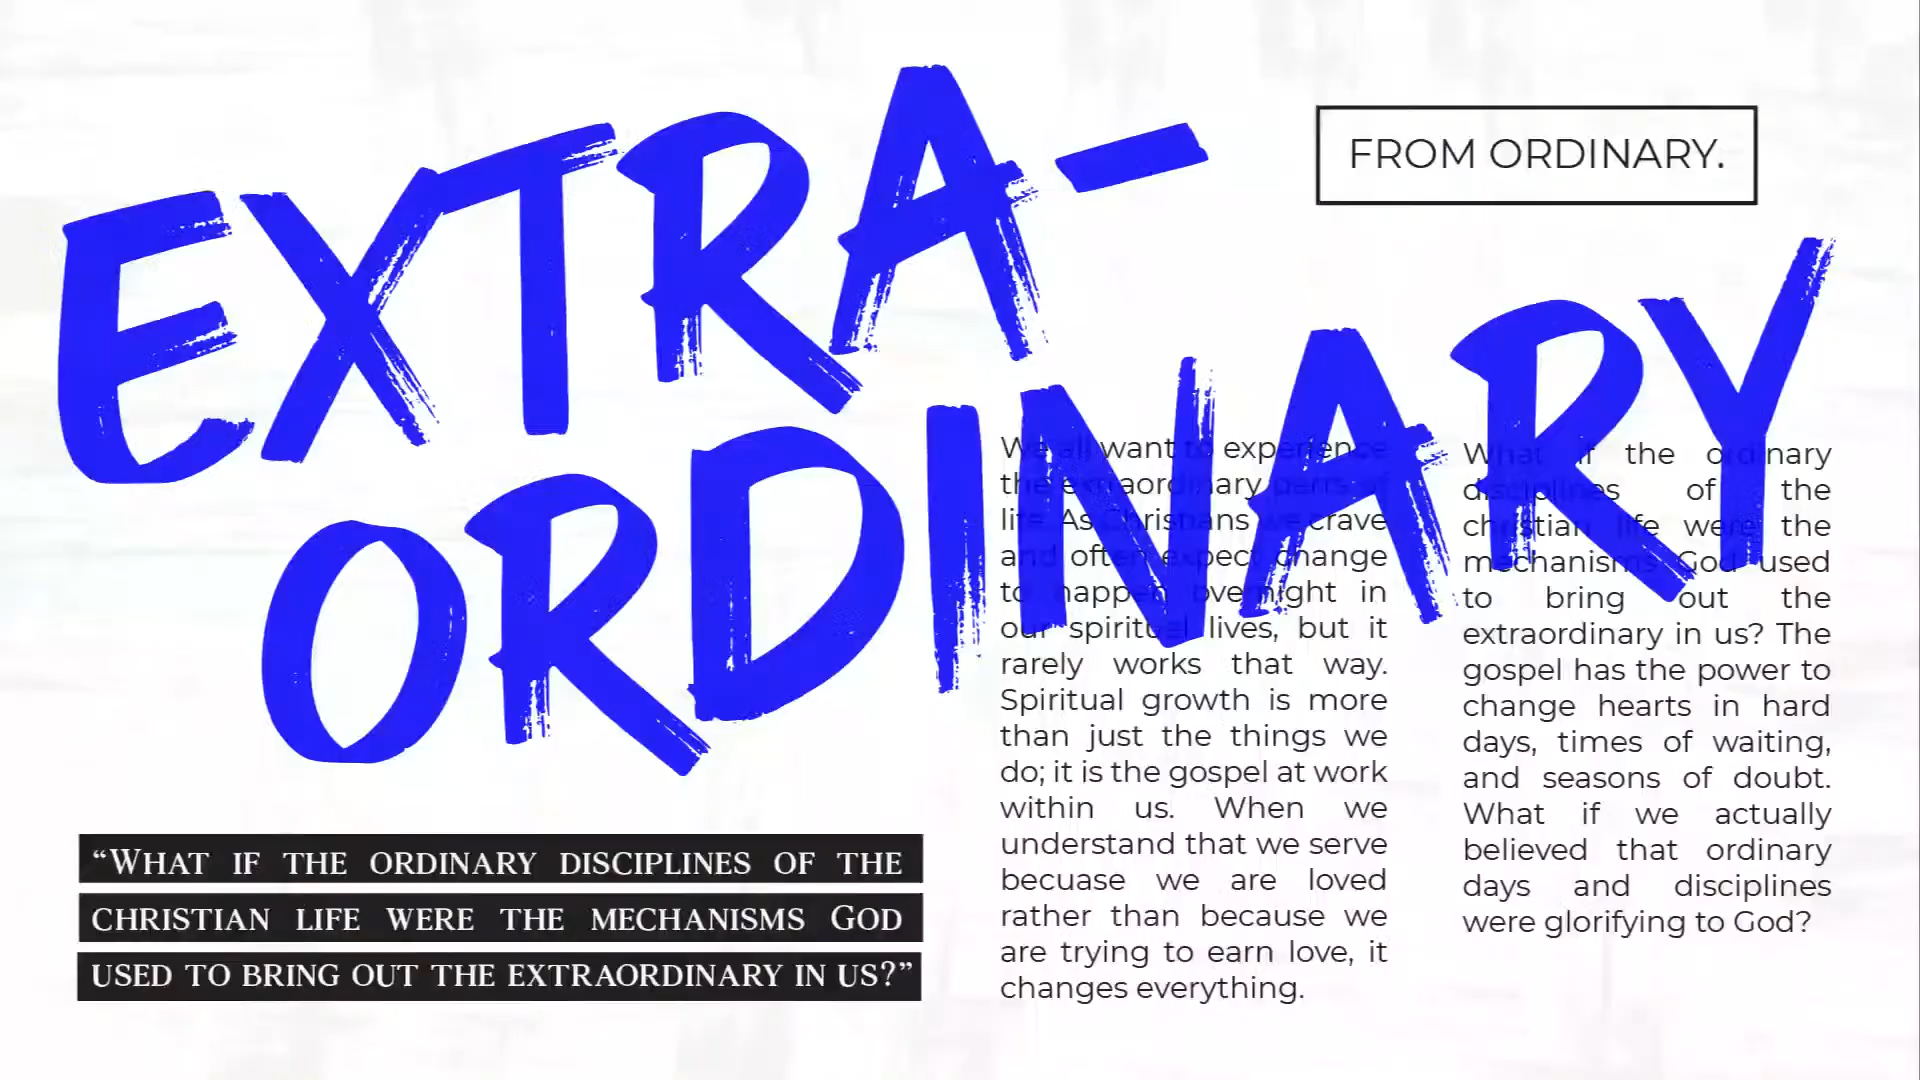 EXTRA-
ORDINARY
FROM ORDINARY.
We all want to experience
the extraordinary parts of
life. As Christians we crave
and often expect change
to happen overnight in
our spiritual lives, but it
rarely works that way.
Spiritual growth is more
than just the things we
do; it is the gospel at work
within us. When we
understand that we serve
becuase we are loved
rather than because we
are trying to earn love, it
changes everything.
What if the ordinary
disciplines of the
christian life were the
mechanisms God used
to bring out the
extraordinary in us? The
gospel has the power to
change hearts in hard
days, times of waiting,
and seasons of doubt.
What if we actually
believed that ordinary
days and disciplines
were glorifying to God?
“WHAT IF THE ORDINARY DISCIPLINES OF THE
CHRISTIAN LIFE WERE THE MECHANISMS GOD
USED TO BRING OUT THE EXTRAORDINARY IN US?”